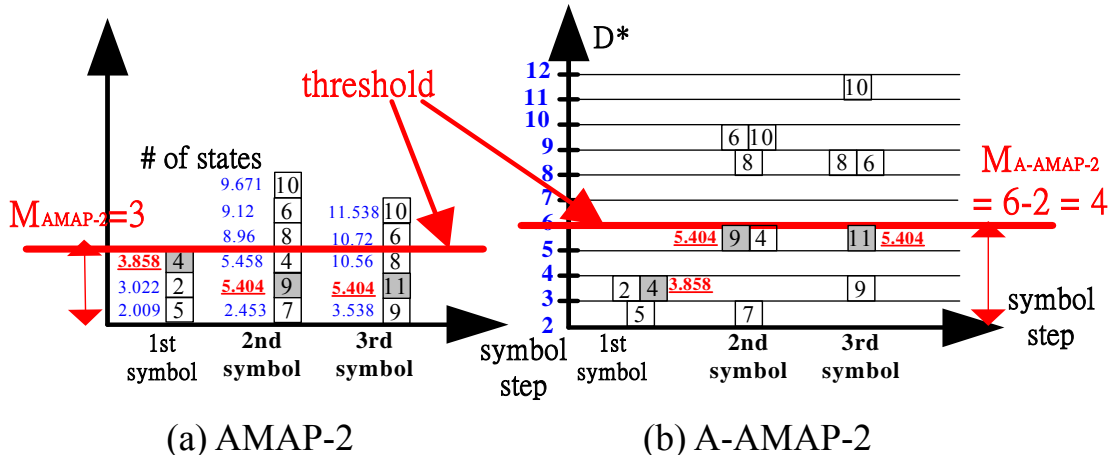 D*
12
10
11
threshold
10
6 10
9
# of states
8
8 6
MA-AMAP-2
8
9.671 10
7
= 6-2 = 4
MAMAP-2=3
9.12 6
11.538 10
6
8.96 8
10.72 6
5.404 9 4
11 5.404
5
3.858 4
5.458 4
10.56 8
4
3.022 2
5.404 9
5.404 11
2 4 3.858
9
3
symbol
2.009 5
2.453 7
3.538 9
5
7
2
step
1st
symbol
2nd
symbol
3rd
symbol
symbol
step
1st
symbol
2nd
symbol
3rd
symbol
(a) AMAP-2
(b) A-AMAP-2